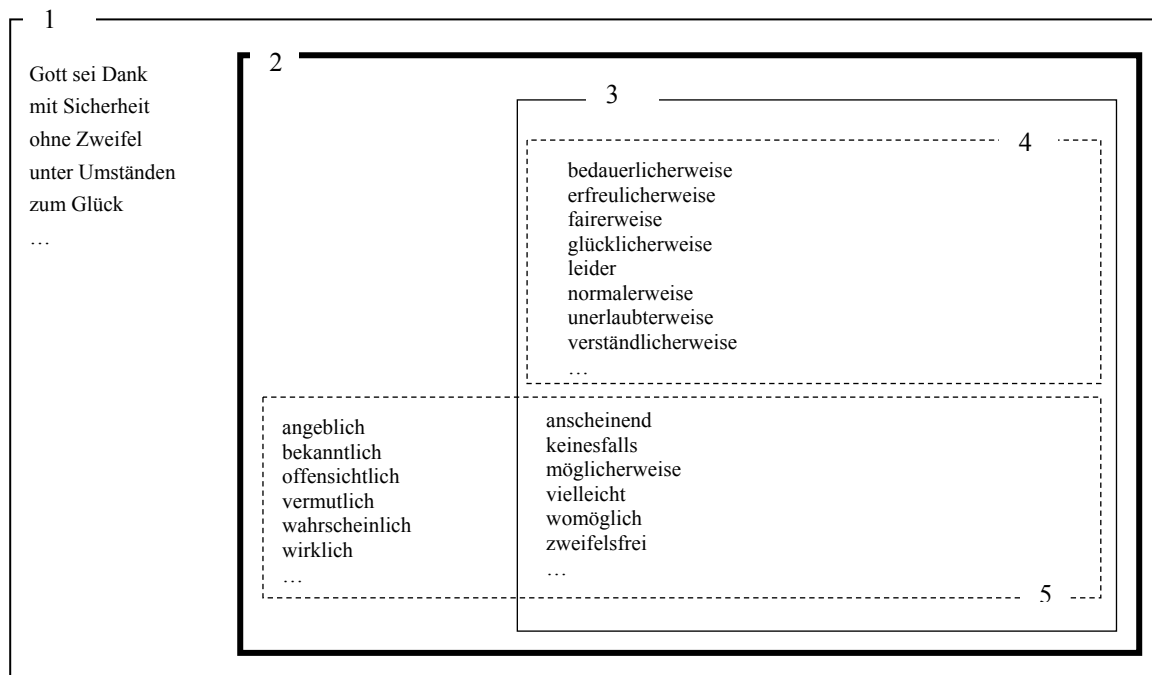 1
Gott sei Dank
mit Sicherheit
ohne Zweifel
unter Umständen
zum Glück
…
2
3
4
bedauerlicherweise
erfreulicherweise
fairerweise
glücklicherweise
leider
normalerweise
unerlaubterweise
verständlicherweise
…
angeblich
bekanntlich
offensichtlich
vermutlich
wahrscheinlich
wirklich
…
anscheinend
keinesfalls
möglicherweise
vielleicht
womöglich
zweifelsfrei
…
5